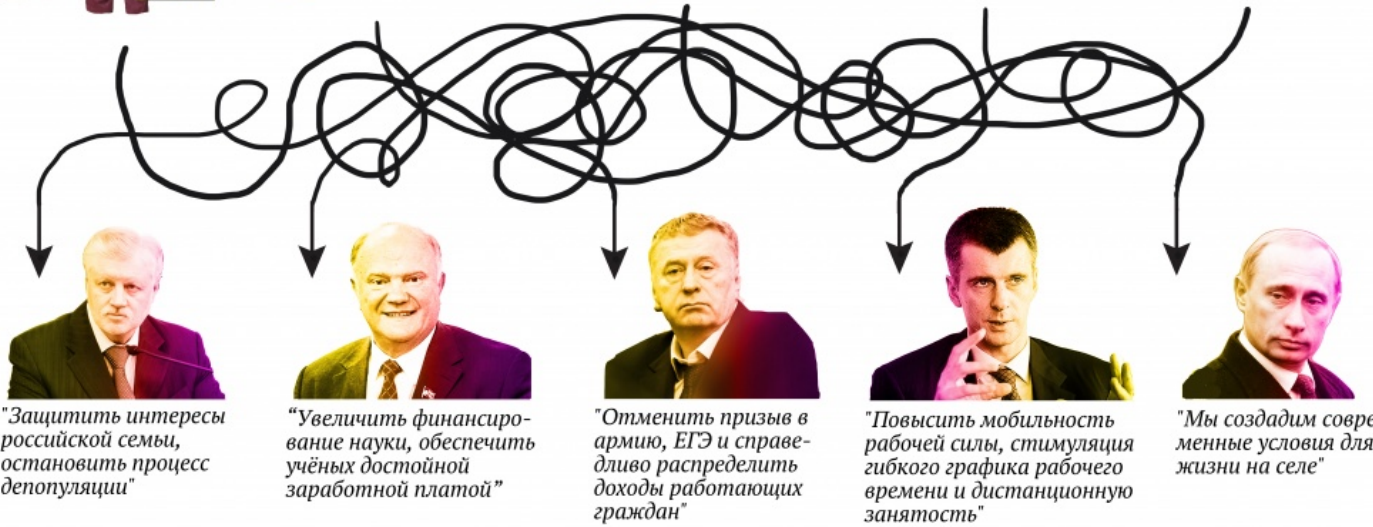 "Защитить интересы
российской семьи,
остановить процесс
депопуляции"
“Увеличить финансиро-
вание науки, обеспечить
учёных достойной
заработной платой”
"Отменить призыв в
армию, ЕГЭ и справе-
дливо распределить
доходы работающих
граждан"
"Повысить мобильность
рабочей силы, стимуляция
гибкого графика рабочего
времени и дистанционную
занятость"
"Мы создадим совре
менные условия для
жизни на селе"